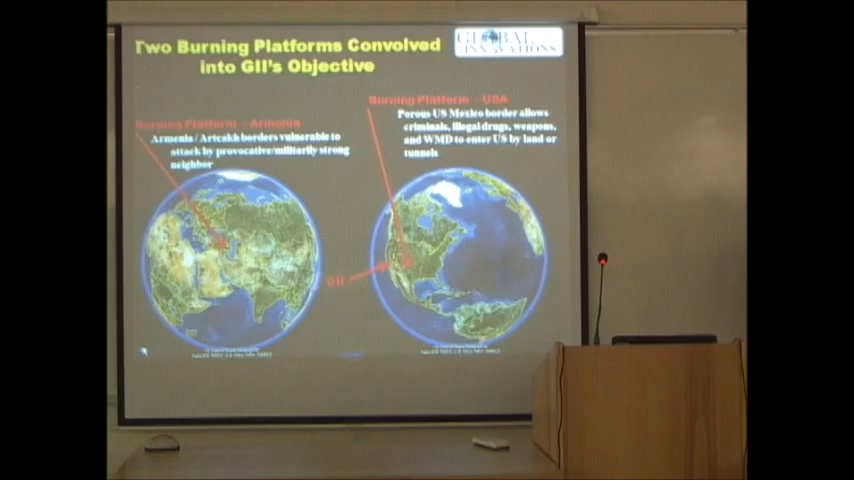 Two Burning Platforms Convolved
into GII's Objective
GLOBAL
INNOVATIONS
Burning Platform - Armenia
Armenia / Artcakh borders vulnerable to
attack by provocative/militarily strong
neighbor
Burning Platform - USA
Porous US Mexico border allows
criminals, illegal drugs, weapons,
and WMD to enter US by land or
tunnels
GII